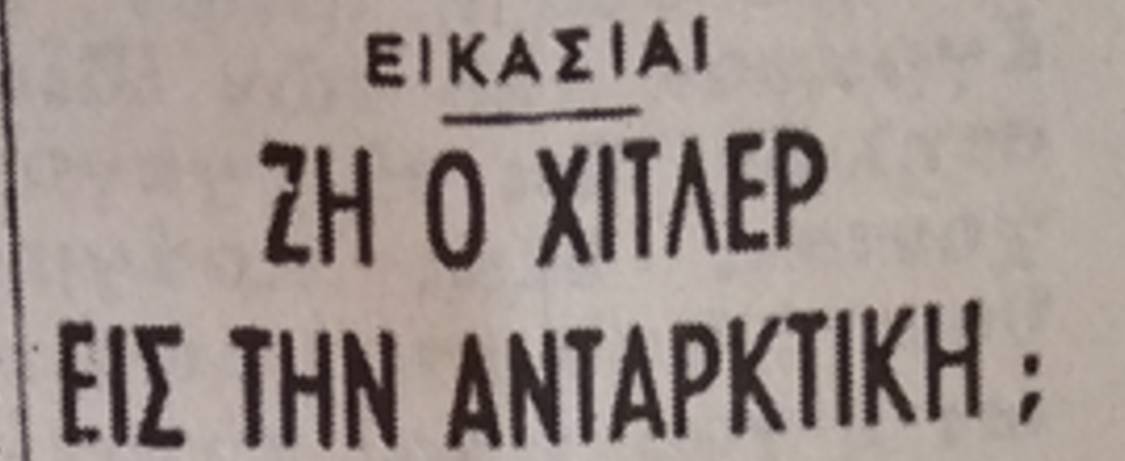 ΕΙΚΑΣΙΑΙ
ΖΗ Ο ΧΙΤΛΕΡ
ΕΙΣ ΤΗΝ ΑΝΤΑΡΚΤΙΚΗ ;